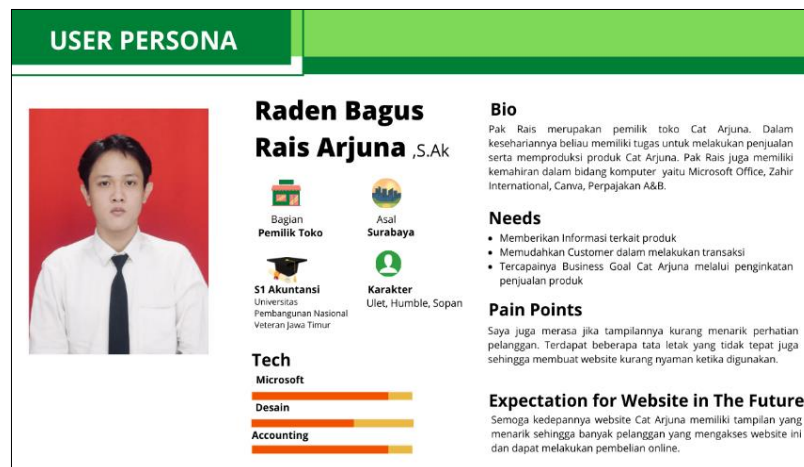 USER PERSONA
Raden Bagus
Rais Arjuna ,S.Ak
Bagian
Pemilik Toko
Asal
Surabaya
S1 Akuntansi
Universitas
Pembangunan Nasional
Veteran Jawa Timur
Karakter
Ulet, Humble, Sopan
Tech
Microsoft
Desain
Accounting
Bio
Pak Rais merupakan pemilik toko Cat Arjuna. Dalam
kesehariannya beliau memiliki tugas untuk melakukan penjualan
serta memproduksi produk Cat Arjuna. Pak Rais juga memiliki
kemahiran dalam bidang komputer yaitu Microsoft Office, Zahir
International, Canva, Perpajakan A&B.
Needs
• Memberikan Informasi terkait produk
• Memudahkan Customer dalam melakukan transaksi
• Tercapainya Business Goal Cat Arjuna melalui penginkatan
penjualan produk
Pain Points
Saya juga merasa jika tampilannya kurang menarik perhatian
pelanggan. Terdapat beberapa tata letak yang tidak tepat juga
sehingga membuat website kurang nyaman ketika digunakan.
Expectation for Website in The Future
Semoga kedepannya website Cat Arjuna memiliki tampilan yang
menarik sehingga banyak pelanggan yang mengakses website ini
dan dapat melakukan pembelian online.